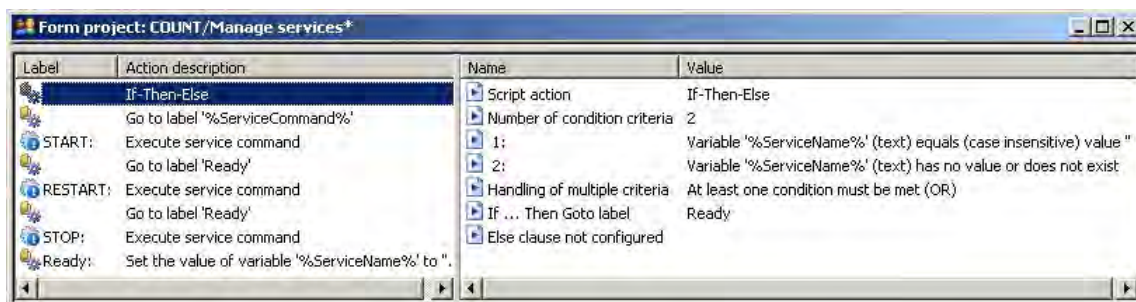 Form project: COUNT/Manage services*
Label Action description
If-Then-Else
Go to label '%ServiceCommand%'
START: Execute service command
Go to label 'Ready'
RESTART: Execute service command
Go to label 'Ready'
STOP: Execute service command
Ready: Set the value of variable '%ServiceName%' to ".
Name Value
Script action If-Then-Else
Number of condition criteria 2
1: Variable '%ServiceName%' (text) equals (case insensitive) value "
2: Variable '%ServiceName%' (text) has no value or does not exist
Handling of multiple criteria At least one condition must be met (OR)
If ... Then Goto label Ready
Else clause not configured